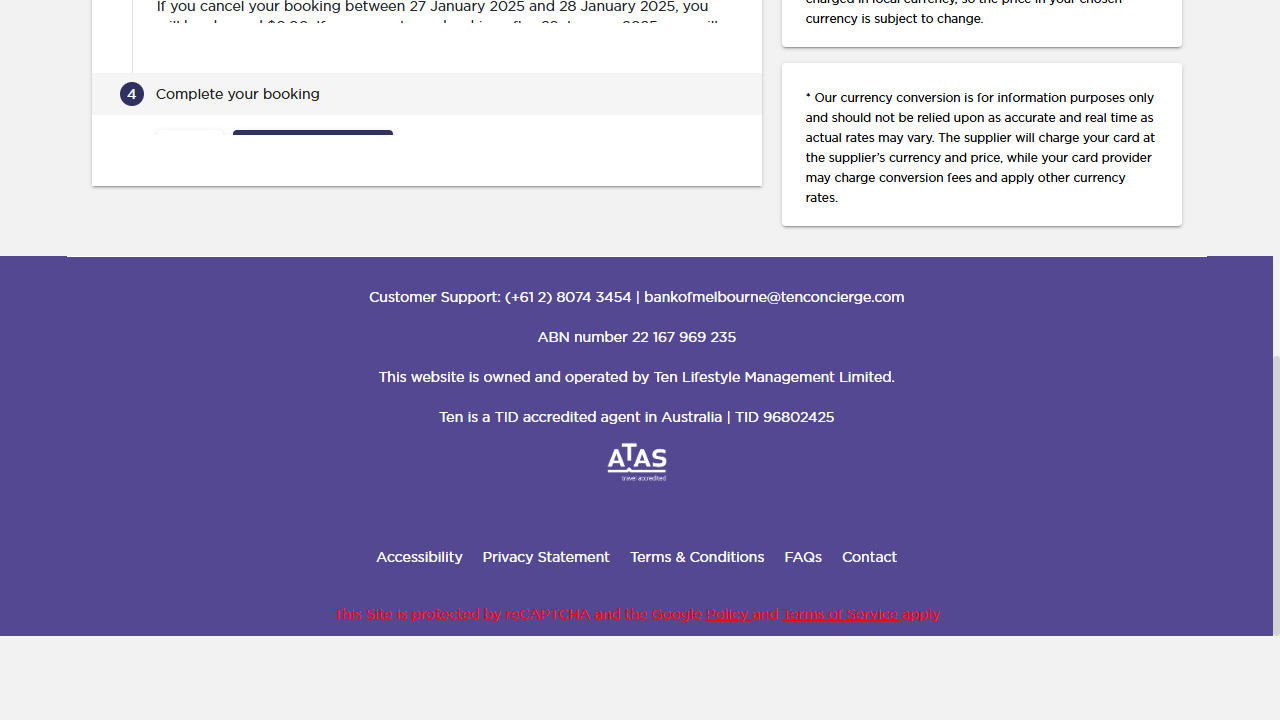 If you cancel your booking between 27 January 2025 and 28 January 2025, you
4 Complete your booking
currency is subject to change.
* Our currency conversion is for information purposes only
and should not be relied upon as accurate and real time as
actual rates may vary. The supplier will charge your card at
the supplier’s currency and price, while your card provider
may charge conversion fees and apply other currency
rates.
Customer Support: (+61 2) 8074 3454 | bankofmelbourne@tenconcierge.com
ABN number 22 167 969 235
This website is owned and operated by Ten Lifestyle Management Limited.
Ten is a TID accredited agent in Australia | TID 96802425
ATAS
travel accredited
Accessibility Privacy Statement Terms & Conditions FAQs Contact
This Site is protected by reCAPTCHA and the Google Policy and Terms of Service apply